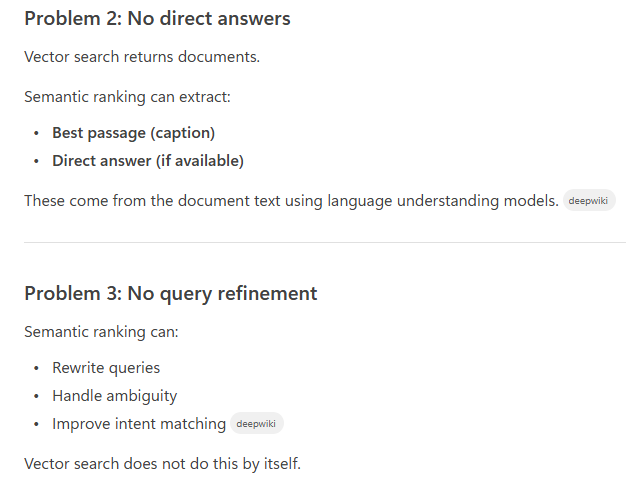 Problem 2: No direct answers
Vector search returns documents.
Semantic ranking can extract:
• Best passage (caption)
• Direct answer (if available)
These come from the document text using language understanding models. deepwiki
Problem 3: No query refinement
Semantic ranking can:
• Rewrite queries
• Handle ambiguity
• Improve intent matching deepwiki
Vector search does not do this by itself.